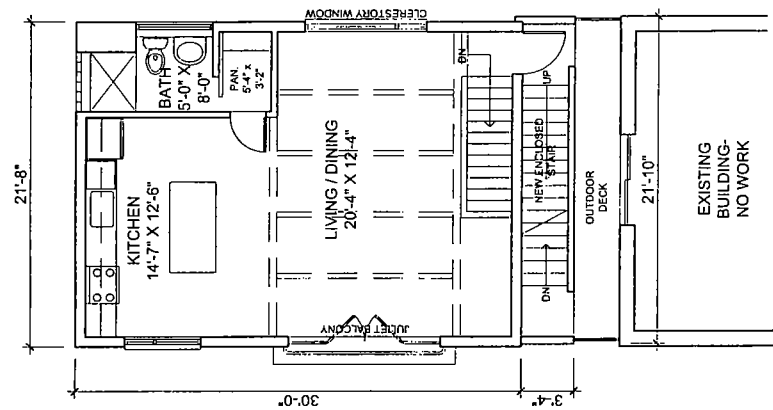 CLERESTORY WINDOW
21'-8"
BATH
5'-0" X
8'-0"
PAN.
5'-4" X
3'-2"
DN
UP
KITCHEN
14'-7" X 12'-6"
LIVING / DINING
20'-4" X 12'-4"
NEW ENCLOSED
STAIR
DN
OUTDOOR
DECK
21'-10"
EXISTING
BUILDING-
NO WORK
JULIET BALCONY
30'-0"
3'-4"